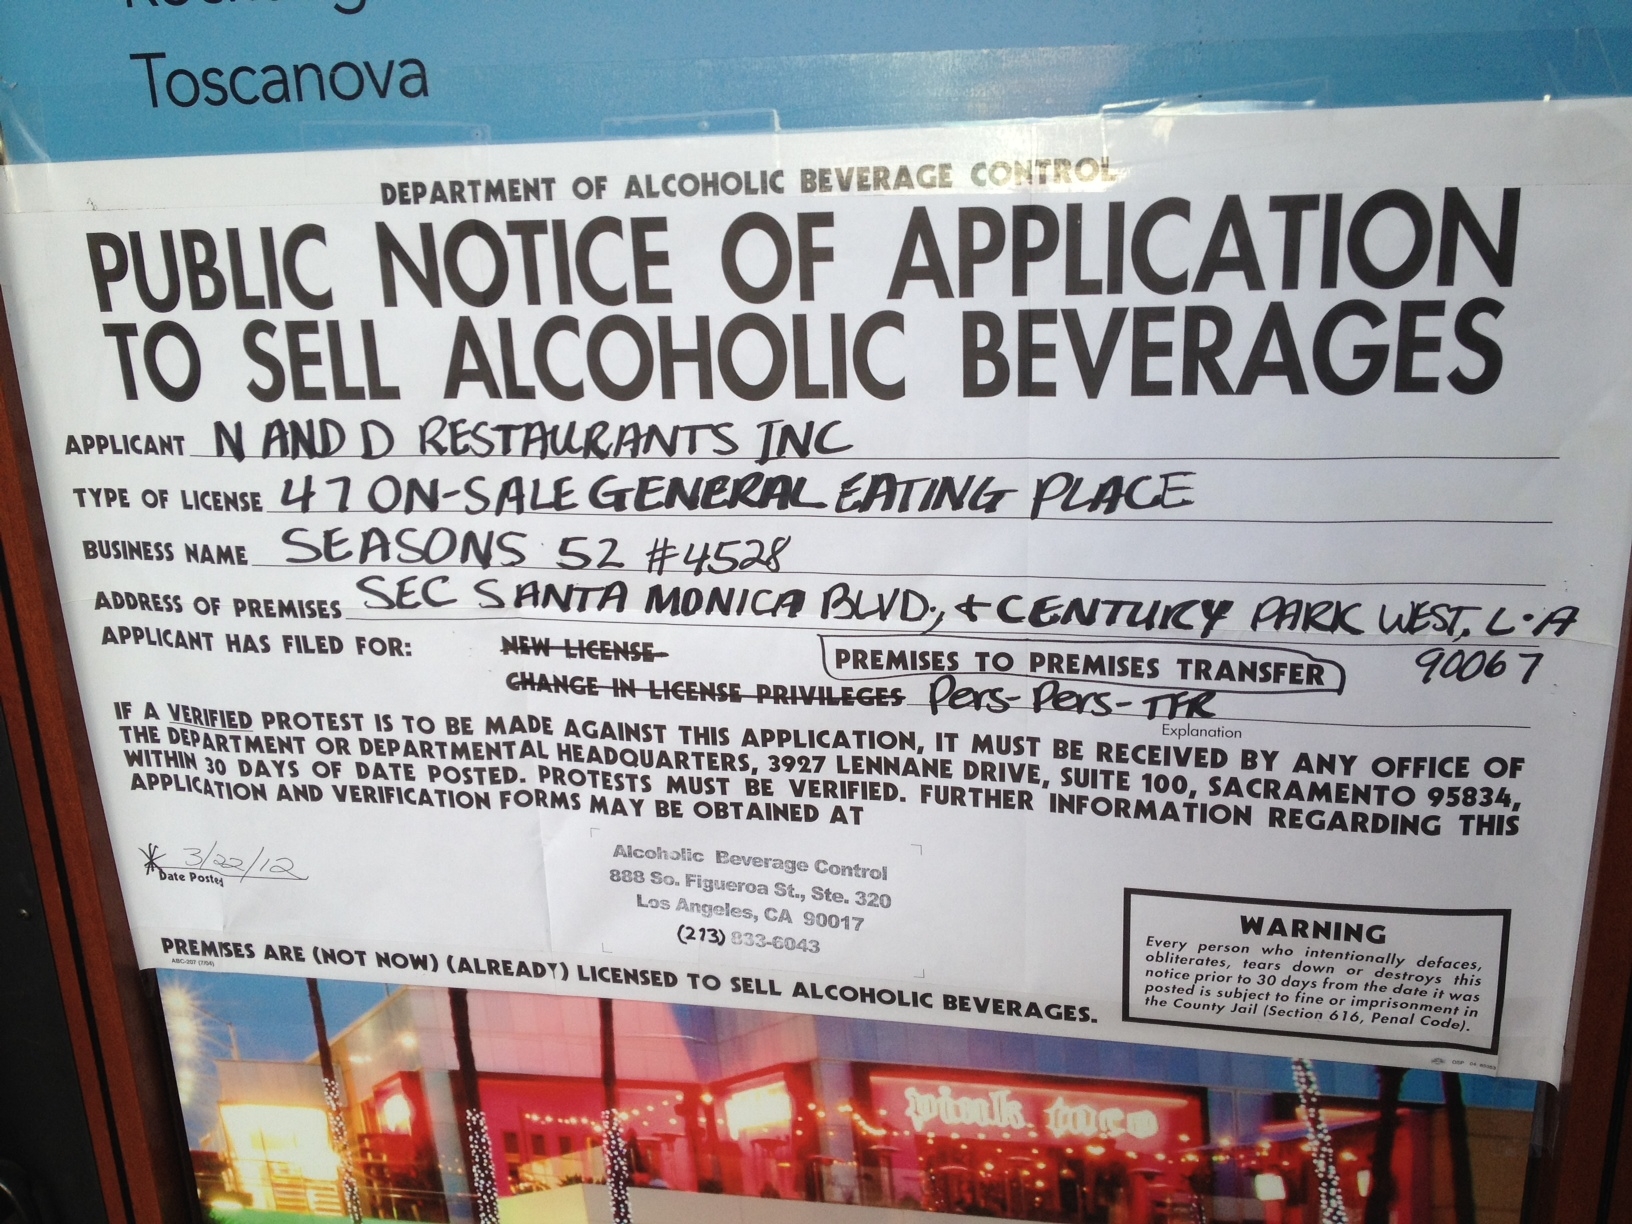 Toscanova
DEPARTMENT OF ALCOHOLIC BEVERAGE CONTROL
PUBLIC NOTICE OF APPLICATION
TO SELL ALCOHOLIC BEVERAGES
APPLICANT N AND D RESTAURANTS INC
TYPE OF LICENSE 47 ON-SALE GENERAL EATING PLACE
BUSINESS NAME SEASONS 52 #4528
ADDRESS OF PREMISES SEC SANTA MONICA BLVD., & CENTURY PARK WEST, L.A
90067
APPLICANT HAS FILED FOR: NEW LICENSE PREMISES TO PREMISES TRANSFER
CHANGE IN LICENSE PRIVILEGES Pers-Pers-TFR
Explanation
IF A VERIFIED PROTEST IS TO BE MADE AGAINST THIS APPLICATION, IT MUST BE RECEIVED BY ANY OFFICE OF
THE DEPARTMENT OR DEPARTMENTAL HEADQUARTERS, 3927 LENNANE DRIVE, SUITE 100, SACRAMENTO 95834,
WITHIN 30 DAYS OF DATE POSTED. PROTESTS MUST BE VERIFIED. FURTHER INFORMATION REGARDING THIS
APPLICATION AND VERIFICATION FORMS MAY BE OBTAINED AT
3/22/12
Date Posted
Alcoholic Beverage Control
888 So. Figueroa St., Ste. 320
Los Angeles, CA 90017
(213) 833-6043
PREMISES ARE (NOT NOW) (ALREADY) LICENSED TO SELL ALCOHOLIC BEVERAGES.
ABC-207 (7/04)
WARNING
Every person who intentionally defaces,
obliterates, tears down or destroys this
notice prior to 30 days from the date it was
posted is subject to fine or imprisonment in
the County Jail (Section 616, Penal Code).
pink taco